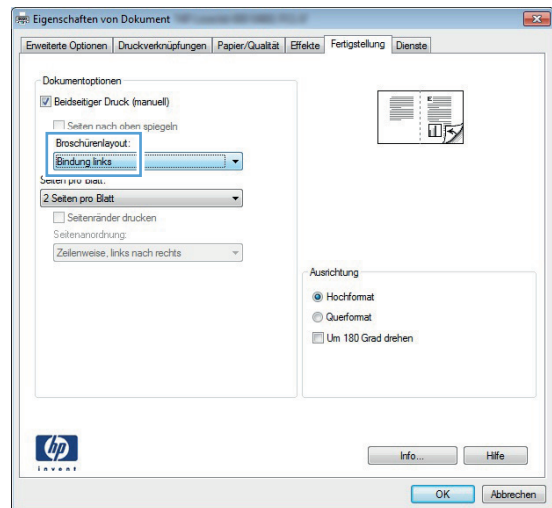 Eigenschaften von Dokument
Erweiterte Optionen Druckverknüpfungen Papier/Qualität Effekte Fertigstellung Dienste
Dokumentoptionen
Beidseitiger Druck (manuell)
Seiten nach oben spiegeln
Broschürenlayout:
Bindung links
Seiten pro Blatt:
2 Seiten pro Blatt
Seitenränder drucken
Seitenanordnung:
Zeilenweise, links nach rechts
Ausrichtung
Hochformat
Querformat
Um 180 Grad drehen
hp
invent
Info... Hilfe
OK Abbrechen